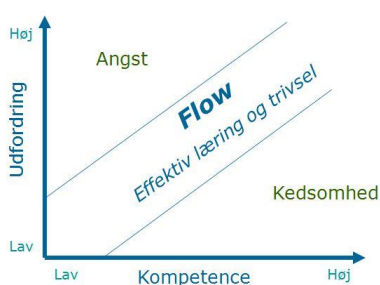 Høj
Angst
Udfordring
Flow
Effektiv læring og trivsel
Kedsomhed
Lav
Lav
Kompetence
Høj